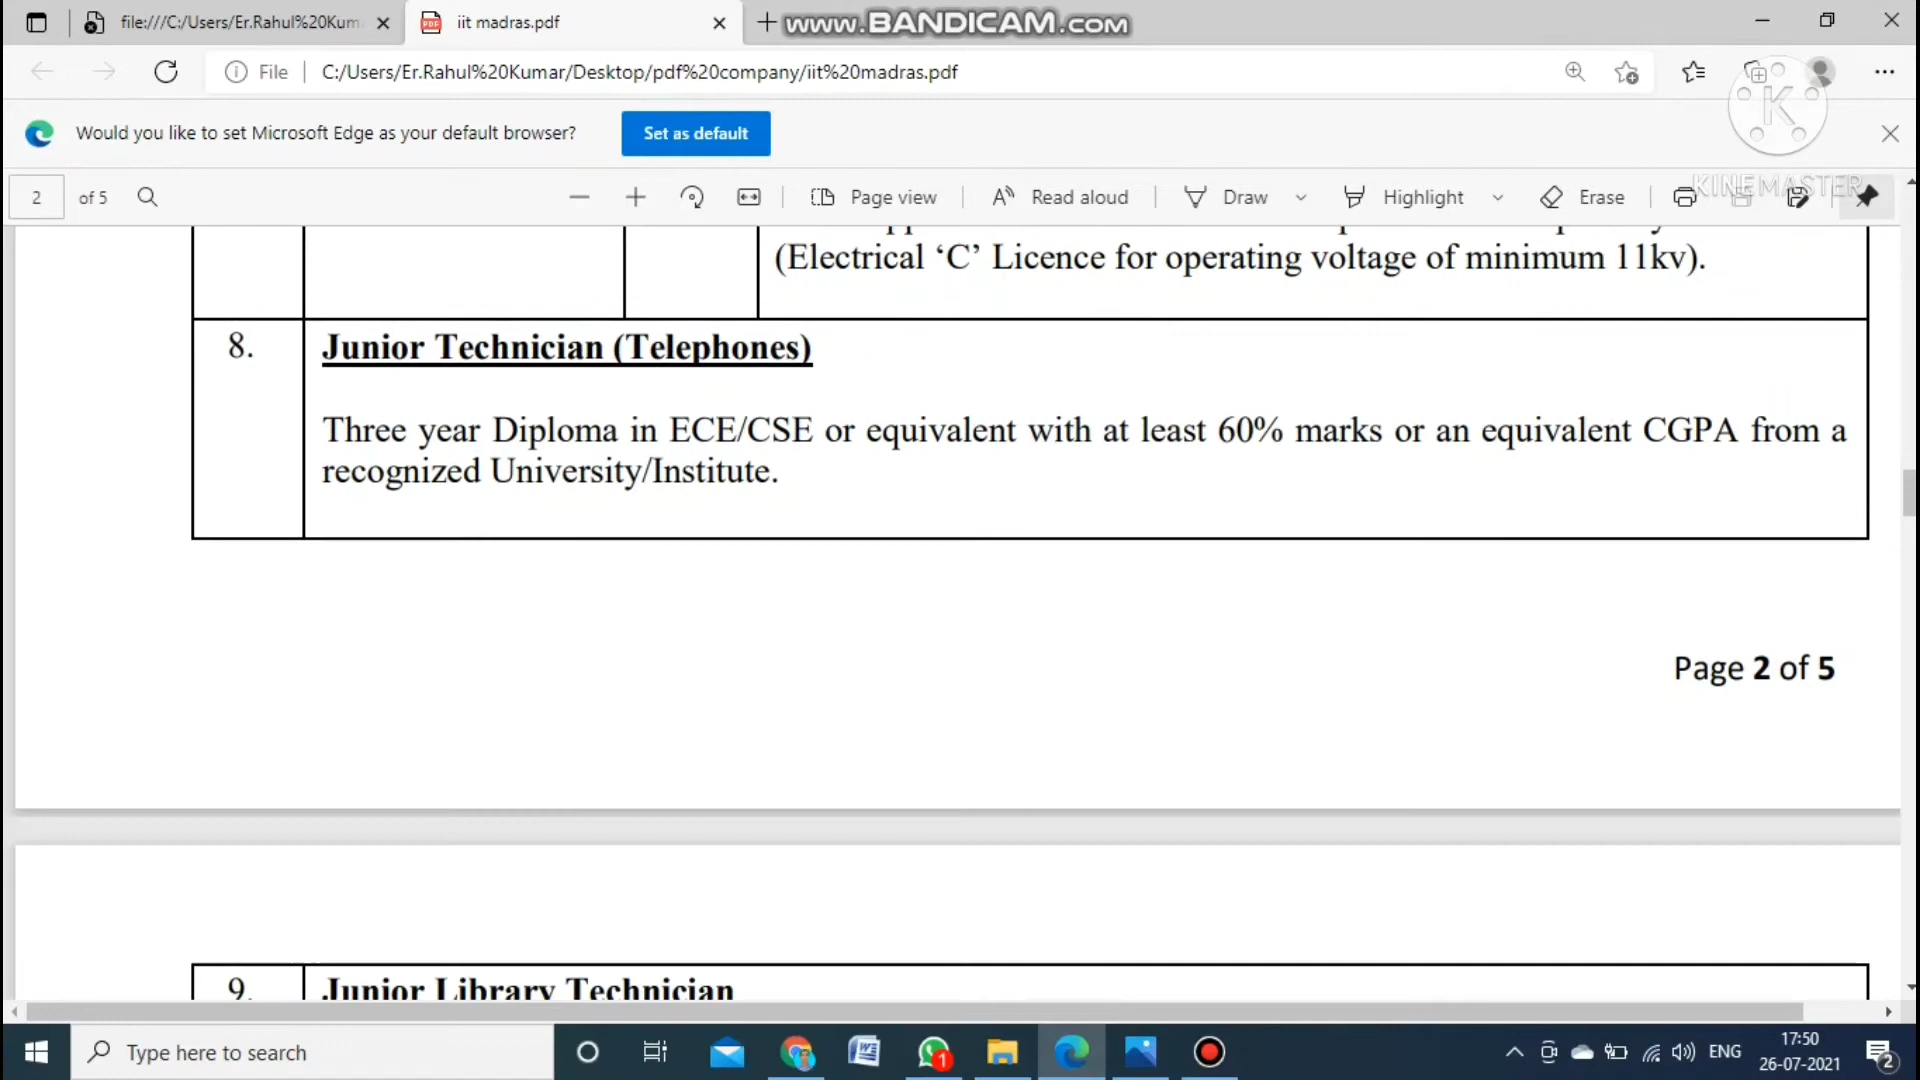 file:///C:/Users/Er.Rahul%20Kum
iit madras.pdf
www.BANDICAM.com
File
C:/Users/Er.Rahul%20Kumar/Desktop/pdf%20company/iit%20madras.pdf
K
Would you like to set Microsoft Edge as your default browser?
Set as default
KINEMASTER
2
of 5
Page view
Read aloud
Draw
Highlight
Erase
(Electrical ‘C’ Licence for operating voltage of minimum 11kv).
8.
Junior Technician (Telephones)
Three year Diploma in ECE/CSE or equivalent with at least 60% marks or an equivalent CGPA from a
recognized University/Institute.
Page 2 of 5
9.
Junior Library Technician
Type here to search
1
ENG
17:50
26-07-2021
2